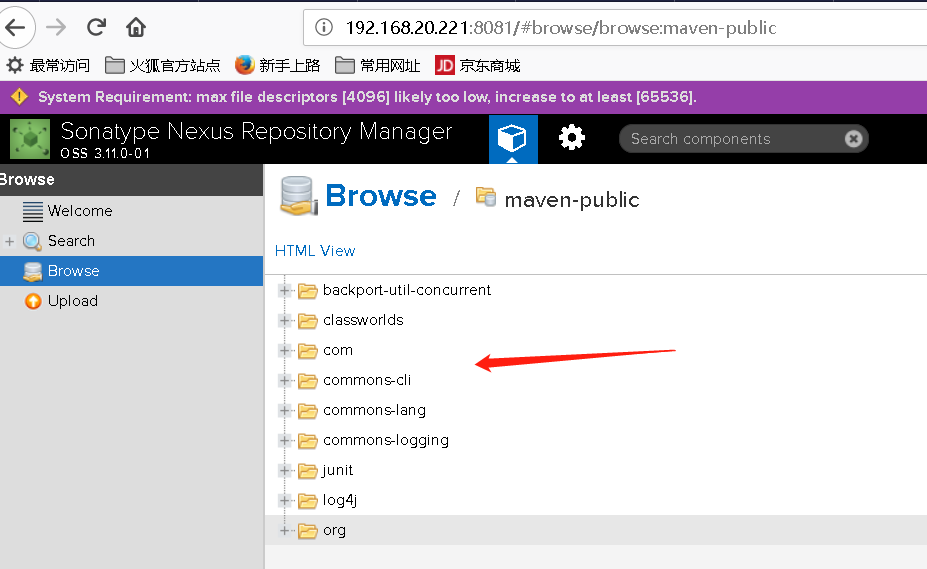 192.168.20.221:8081/#browse/browse:maven-public
最常访问 火狐官方站点 新手上路 常用网址 JD 京东商城
System Requirement: max file descriptors [4096] likely too low, increase to at least [65536].
Sonatype Nexus Repository Manager
OSS 3.11.0-01
Search components
Browse
Welcome
Search
Browse
Upload
Browse / maven-public
HTML View
backport-util-concurrent
classworlds
com
commons-cli
commons-lang
commons-logging
junit
log4j
org